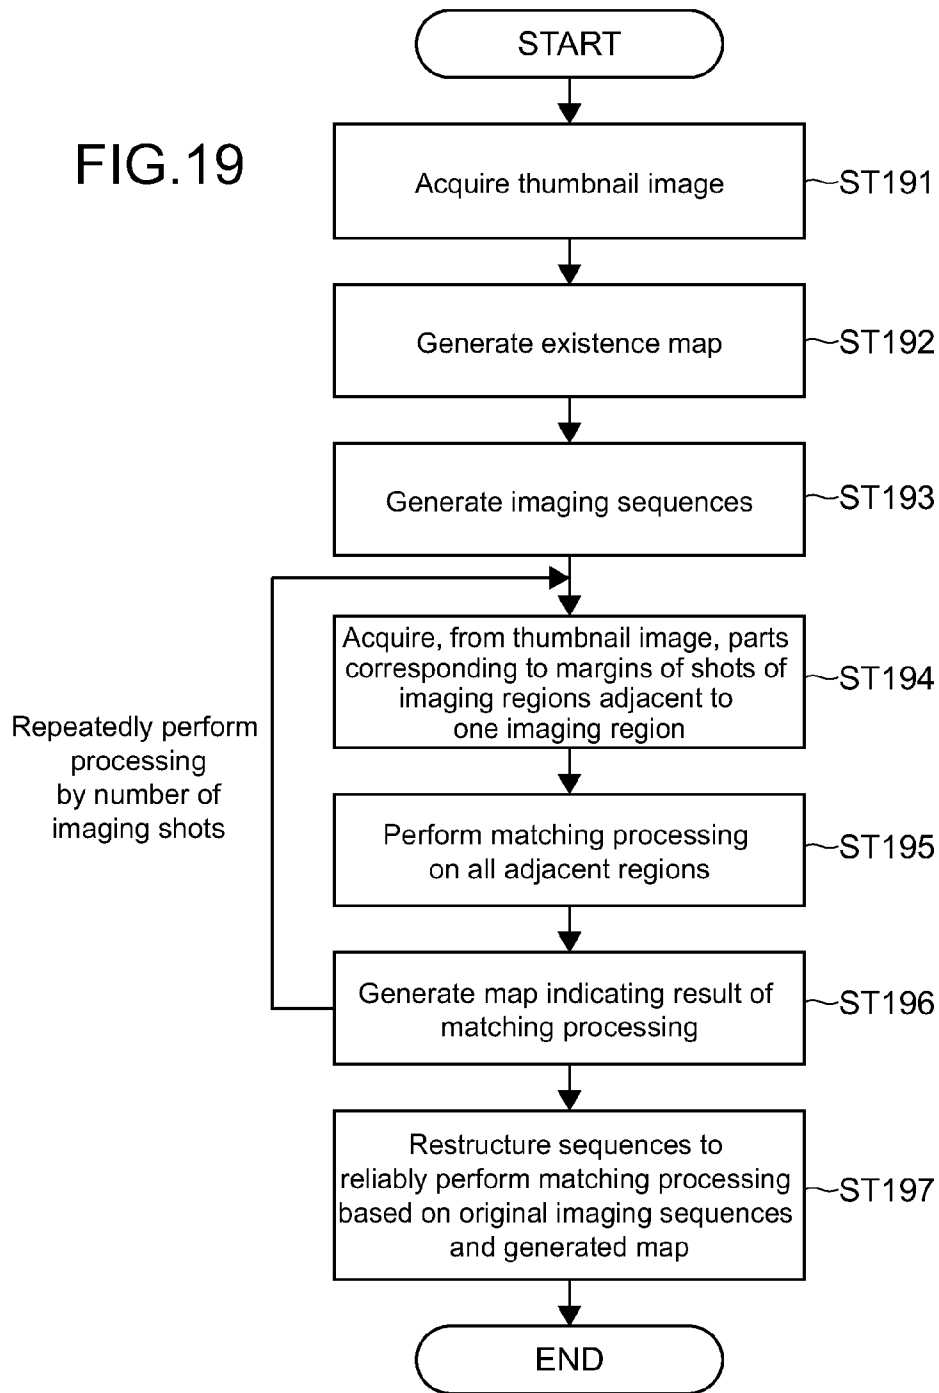 START
FIG.19
Acquire thumbnail image
ST191
Generate existence map
ST192
Generate imaging sequences
ST193
Acquire, from thumbnail image, parts
corresponding to margins of shots of
imaging regions adjacent to
one imaging region
ST194
Repeatedly perform
processing
by number of
imaging shots
Perform matching processing
on all adjacent regions
ST195
Generate map indicating result of
matching processing
ST196
Restructure sequences to
reliably perform matching processing
based on original imaging sequences
and generated map
ST197
END